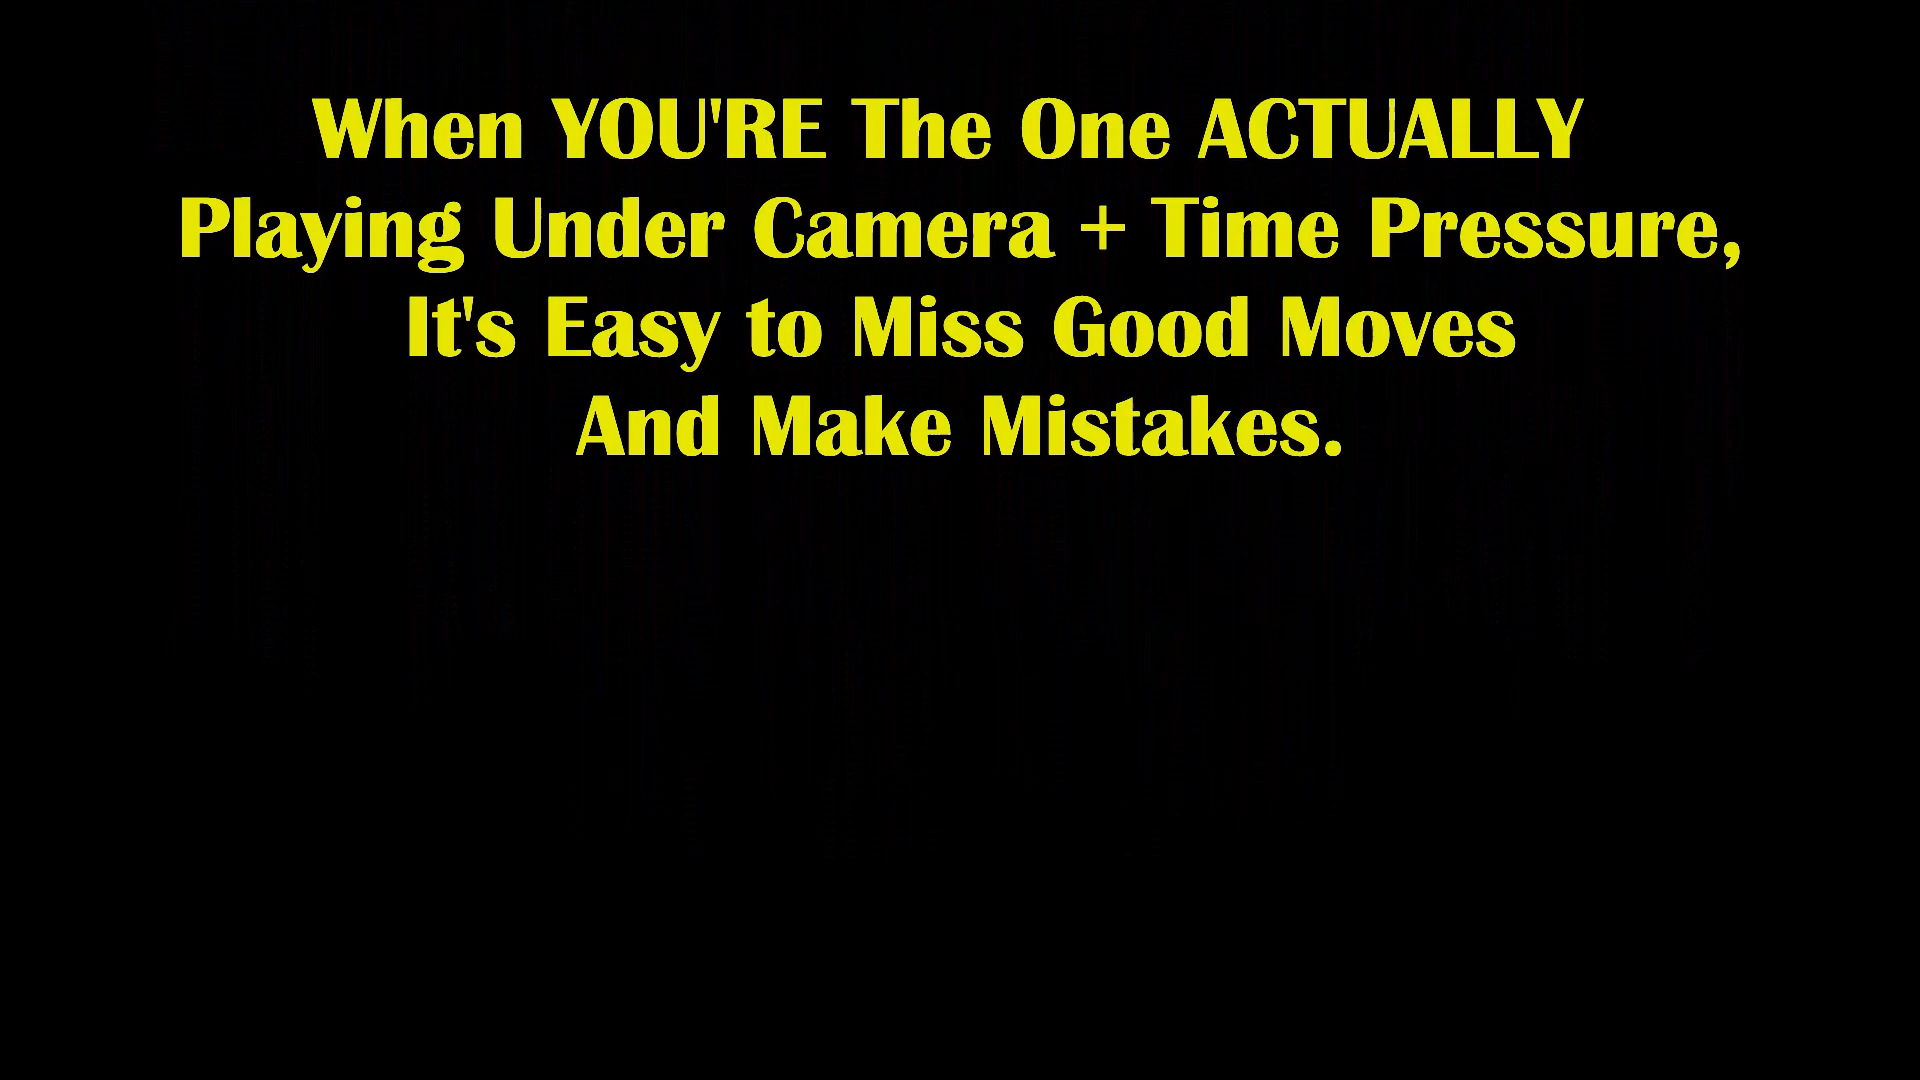 When YOU'RE The One ACTUALLY
Playing Under Camera + Time Pressure,
It's Easy to Miss Good Moves
And Make Mistakes.